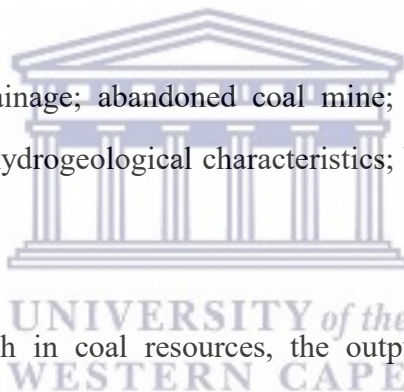 ainage; abandoned coal mine;
ydrogeological characteristics;
UNIVERSITY of the
h in coal resources, the outp
WESTERN CAPE